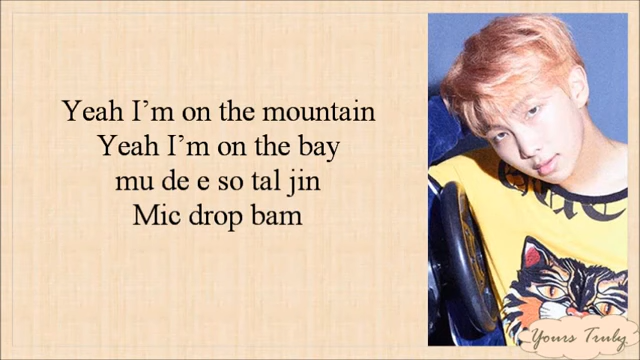 Yeah I’m on the mountain
Yeah I’m on the bay
mu de e so tal jin
Mic drop bam
Yours Truly